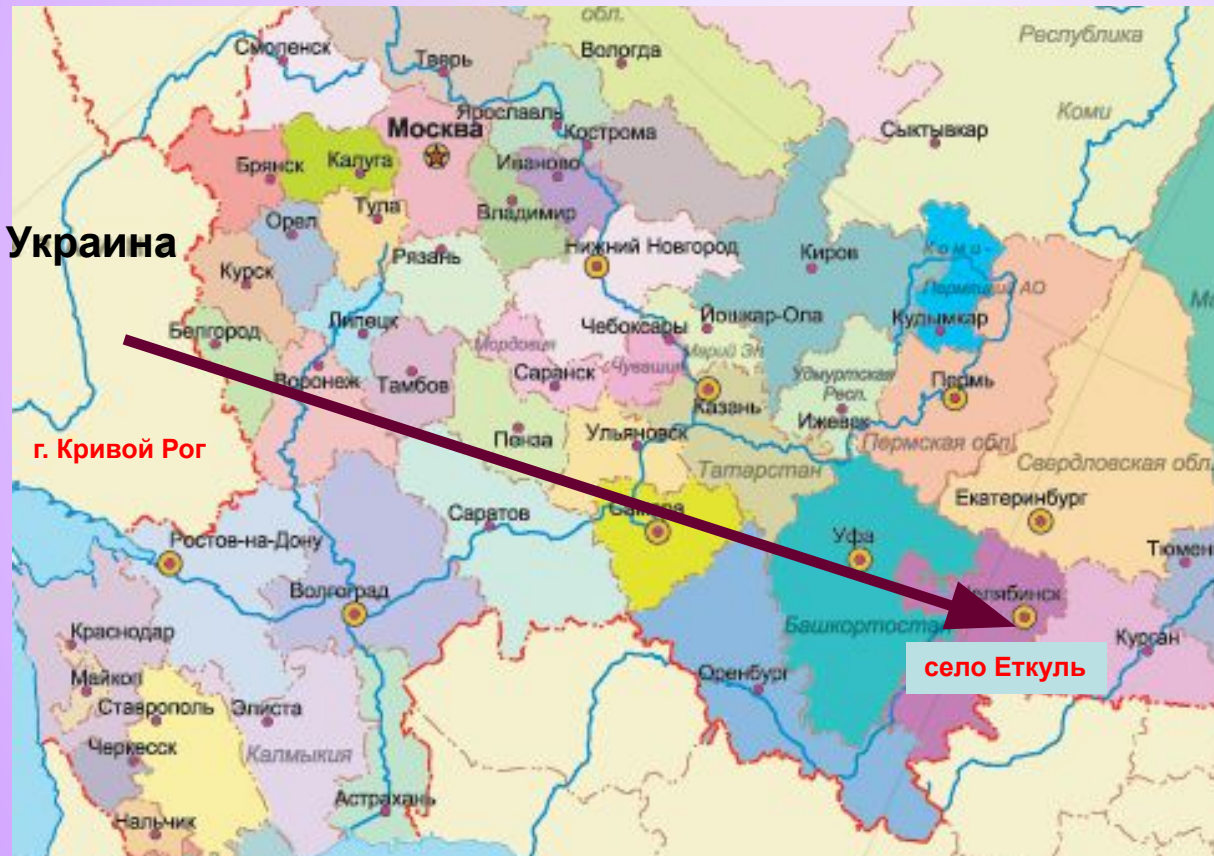 обл.
Республика
Смоленск
Тверь
Вологда
Ярославль
Москва
Кострома
Сыктывкар
Коми
Брянск
Калуга
Иваново
Орел
Тула
Владимир
Украина
Рязань
Нижний Новгород
Киров
Коми-
Пермяцкий АО
Курск
Белгород
Липецк
Чебоксары
Йошкар-Ола
Кудымкар
Мордовия
Марий Эл
Чувашия
Воронеж
Тамбов
Саранск
Удмуртская
Респ.
Пермь
Казань
Ижевск
г. Кривой Рог
Пенза
Ульяновск
Пермская обл.
Татарстан
Свердловская обл.
Екатеринбург
Саратов
Самара
Ростов-на-Дону
Уфа
Тюмень
Волгоград
Челябинск
Краснодар
Башкортостан
Курган
Майкоп
Оренбург
село Еткуль
Ставрополь
Элиста
Черкесск
Калмыкия
Астрахань
Нальчик